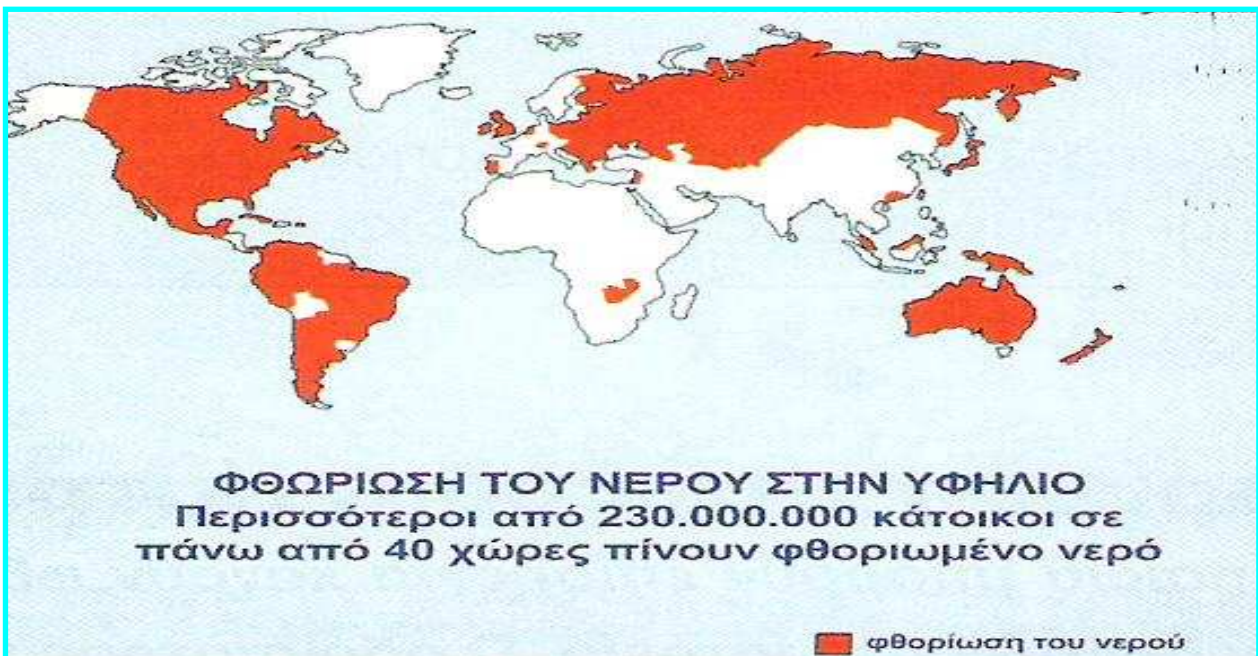 ΦΘΩΡΙΩΣΗ ΤΟΥ ΝΕΡΟΥ ΣΤΗΝ ΥΦΗΛΙΟ
Περισσότεροι από 230.000.000 κάτοικοι σε
πάνω από 40 χώρες πίνουν φθοριωμένο νερό
φθορίωση του νερού